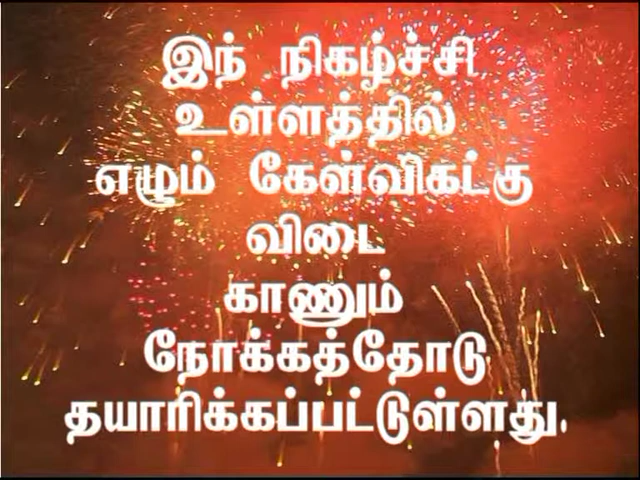 இந் நிகழ்ச்சி
உள்ளத்தில்
எழும் கேள்விகட்கு
விடை
காணும்
நோக்கத்தோடு
தயாரிக்கப்பட்டுள்ளது.